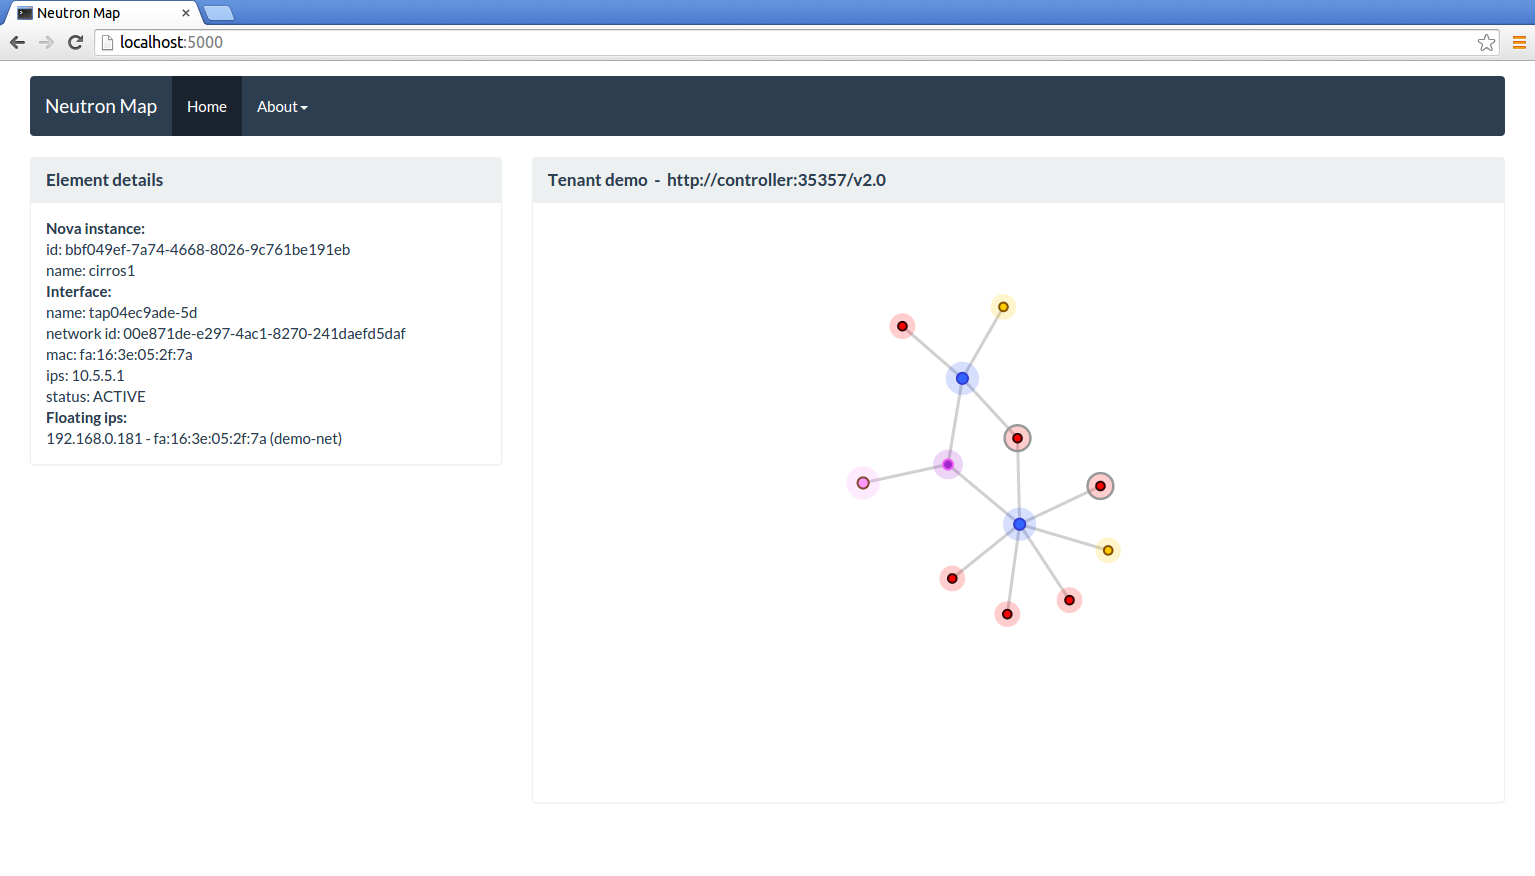 Neutron Map
localhost:5000
Neutron Map Home About
Element details
Nova instance:
id: bbf049ef-7a74-4668-8026-9c761be191eb
name: cirros1
Interface:
name: tap04ec9ade-5d
network id: 00e871de-e297-4ac1-8270-241daefd5daf
mac: fa:16:3e:05:2f:7a
ips: 10.5.5.1
status: ACTIVE
Floating ips:
192.168.0.181 - fa:16:3e:05:2f:7a (demo-net)
Tenant demo - http://controller:35357/v2.0